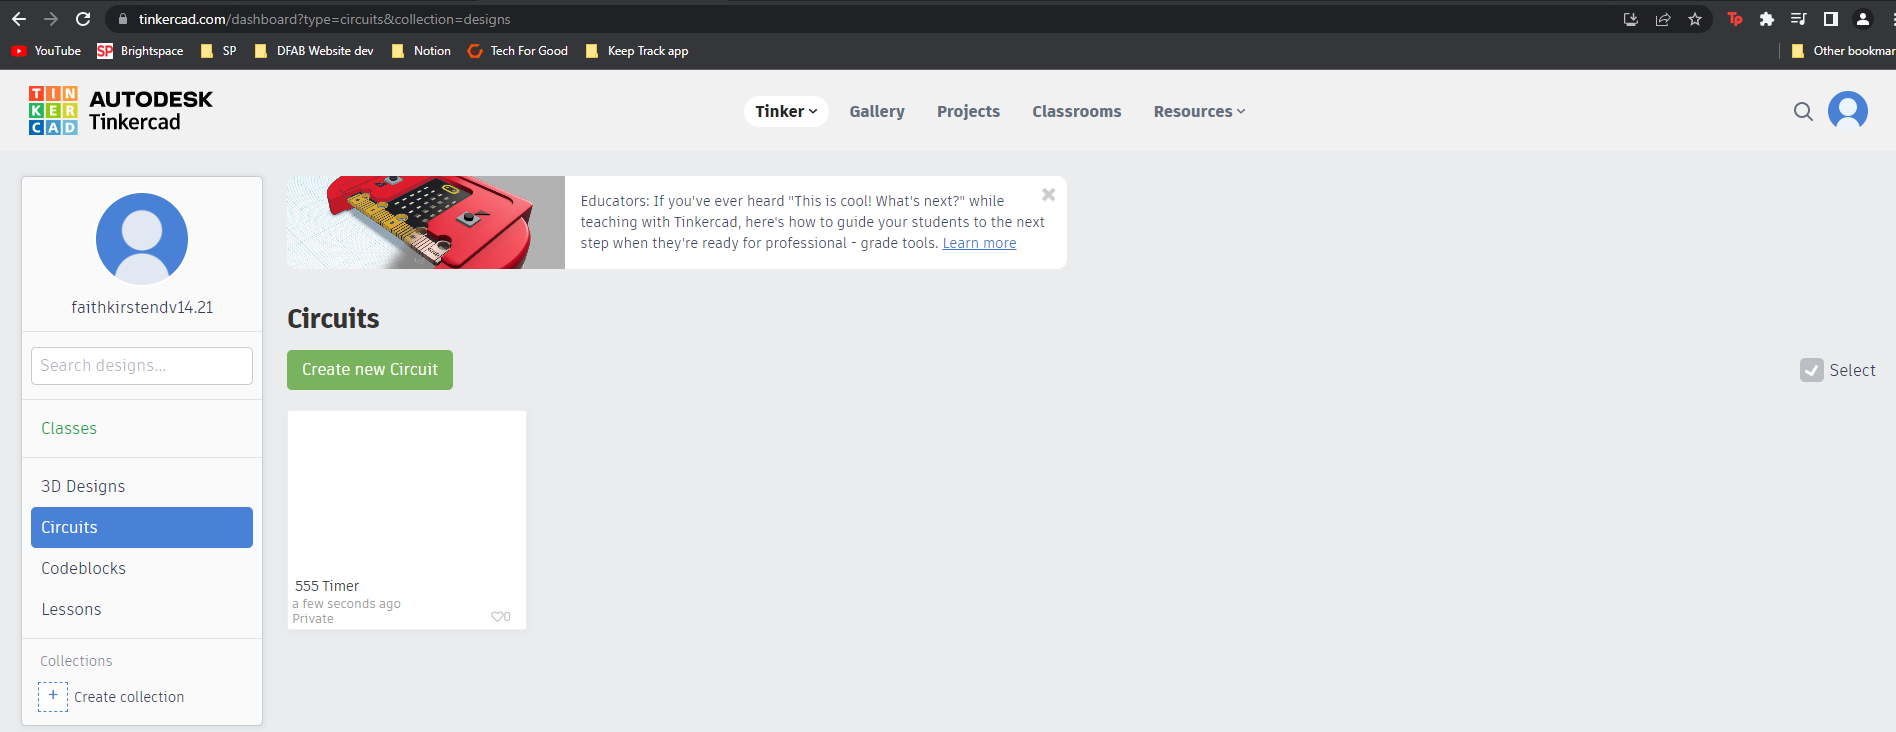 tinkercad.com/dashboard?type=circuits&collection=designs
YouTube
SP Brightspace
SP
DFAB Website dev
Notion
Tech For Good
Keep Track app
Other bookmar
TIN
KER
CAD
AUTODESK
Tinkercad
Tinker
Gallery
Projects
Classrooms
Resources
Tp
faithkirstendv14.21
Search designs...
Classes
3D Designs
Circuits
Codeblocks
Lessons
Collections
+ Create collection
Educators: If you've ever heard "This is cool! What's next?" while
teaching with Tinkercad, here's how to guide your students to the next
step when they're ready for professional - grade tools. Learn more
Circuits
Create new Circuit
Select
555 Timer
a few seconds ago
Private
0